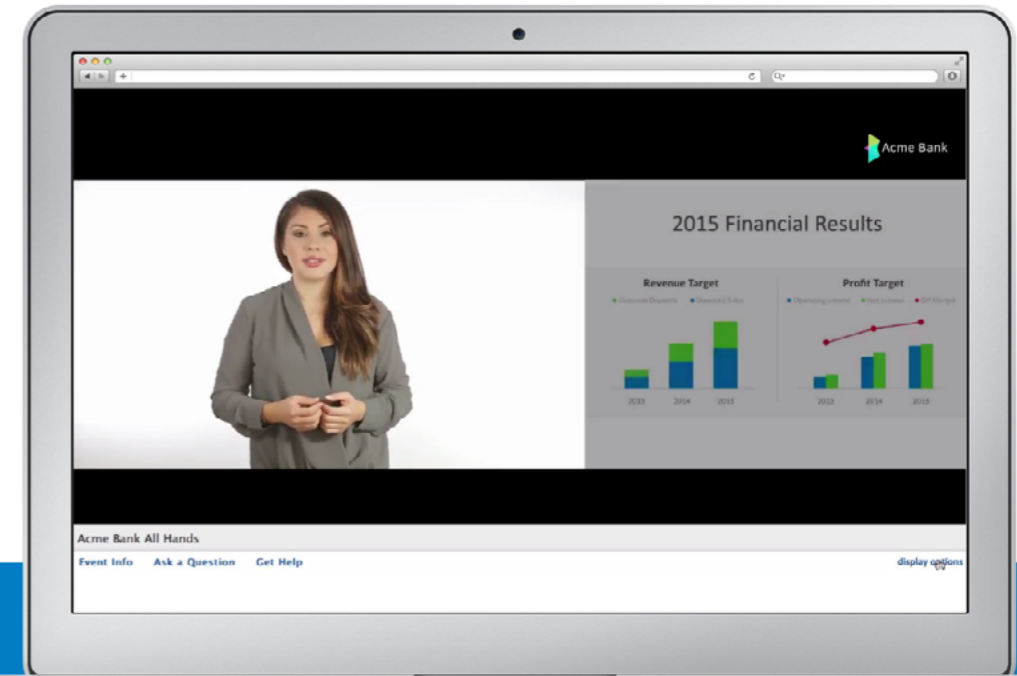 Acme Bank
2015 Financial Results
Revenue Target
Profit Target
2013 2014 2015
2013 2014 2015
Acme Bank All Hands
Event Info Ask a Question Get Help
display options